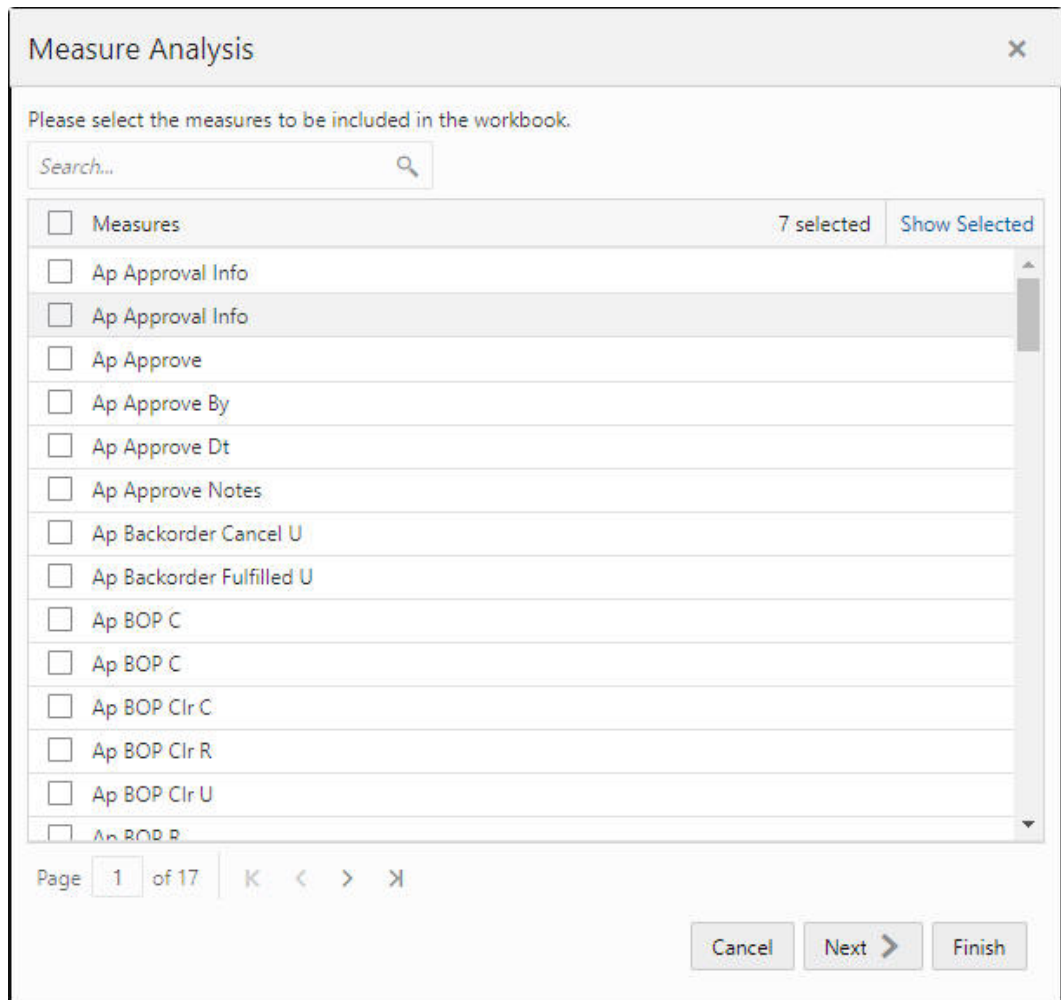 Measure Analysis
Please select the measures to be included in the workbook.
Search...
Measures 7 selected Show Selected
Ap Approval Info
Ap Approval Info
Ap Approve
Ap Approve By
Ap Approve Dt
Ap Approve Notes
Ap Backorder Cancel U
Ap Backorder Fulfilled U
Ap BOP C
Ap BOP C
Ap BOP Clr C
Ap BOP Clr R
Ap BOP Clr U
Ap BOP R
Page 1 of 17
Cancel Next Finish